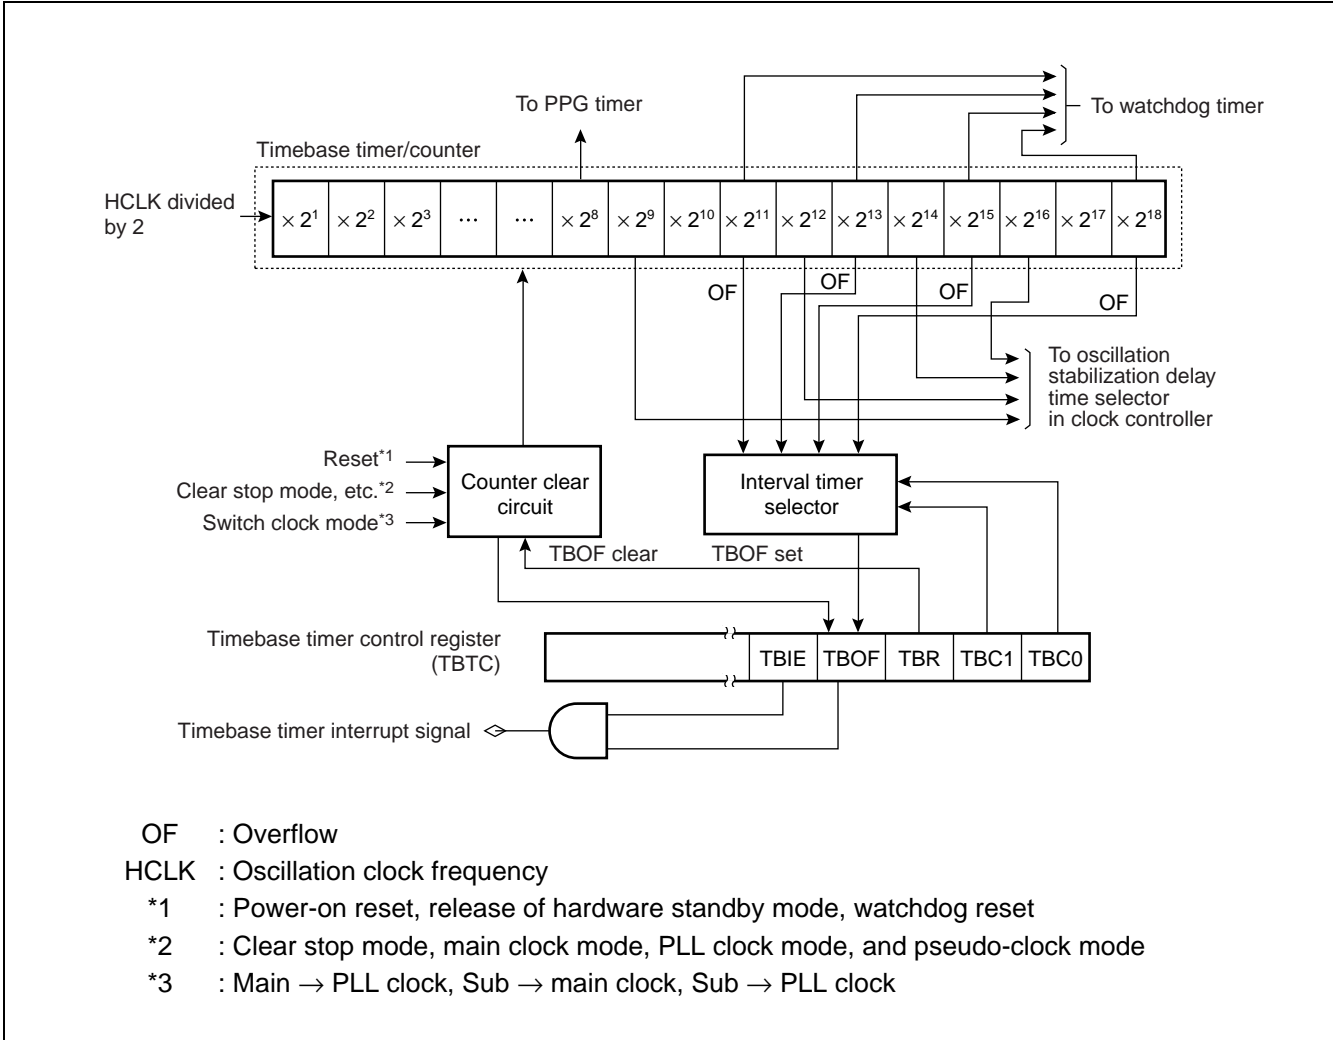 To PPG timer
To watchdog timer
Timebase timer/counter
HCLK divided
by 2
× 2¹ × 2² × 2³ ... ... × 2⁸ × 2⁹ × 2¹⁰ × 2¹¹ × 2¹² × 2¹³ × 2¹⁴ × 2¹⁵ × 2¹⁶ × 2¹⁷ × 2¹⁸
OF OF OF OF
To oscillation
stabilization delay
time selector
in clock controller
Reset*1
Clear stop mode, etc.*2
Switch clock mode*3
Counter clear
circuit
Interval timer
selector
TBOF clear
TBOF set
Timebase timer control register
(TBTC)
TBIE TBOF TBR TBC1 TBC0
Timebase timer interrupt signal
OF : Overflow
HCLK : Oscillation clock frequency
*1 : Power-on reset, release of hardware standby mode, watchdog reset
*2 : Clear stop mode, main clock mode, PLL clock mode, and pseudo-clock mode
*3 : Main → PLL clock, Sub → main clock, Sub → PLL clock